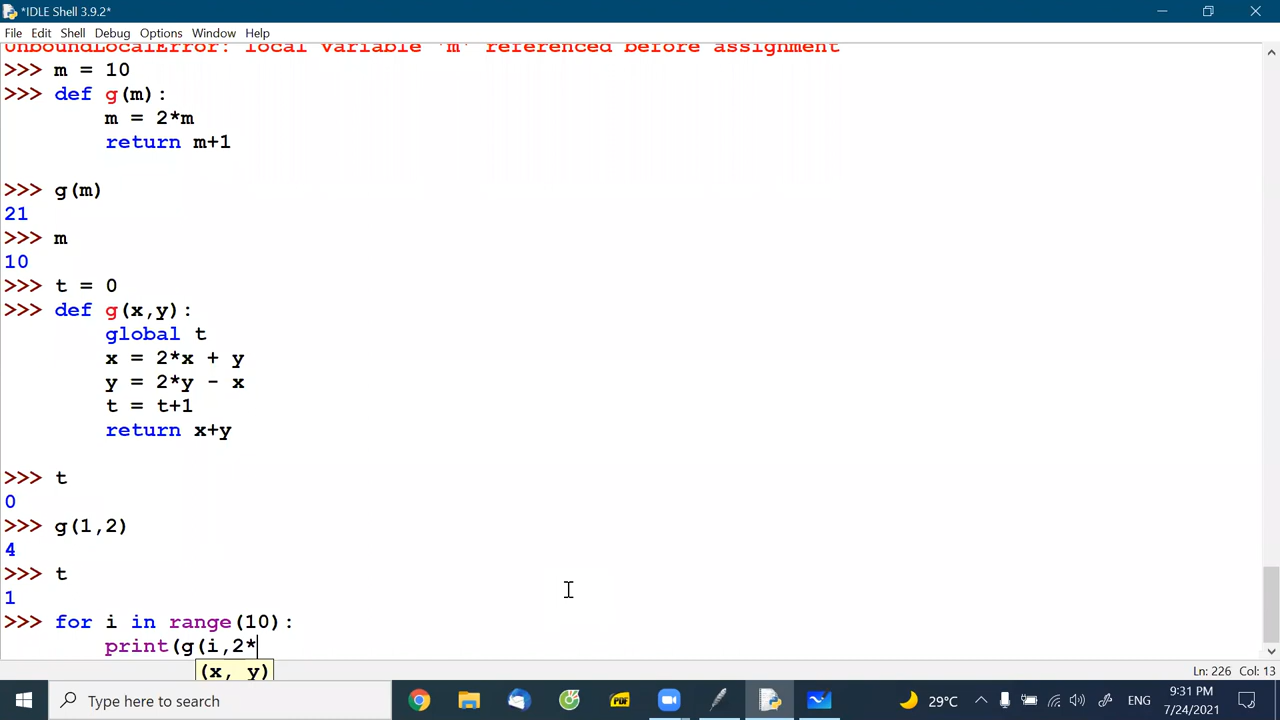 *IDLE Shell 3.9.2*
File Edit Shell Debug Options Window Help
UnboundLocalError: local variable 'm' referenced before assignment
>>> m = 10
>>> def g(m):
m = 2*m
return m+1
>>> g(m)
21
>>> m
10
>>> t = 0
>>> def g(x,y):
global t
x = 2*x + y
y = 2*y - x
t = t+1
return x+y
>>> t
0
>>> g(1,2)
4
>>> t
1
>>> for i in range(10):
print(g(i,2*
(x, y)
Ln: 226 Col: 13
Type here to search
PDF
29°C
ENG
9:31 PM
7/24/2021